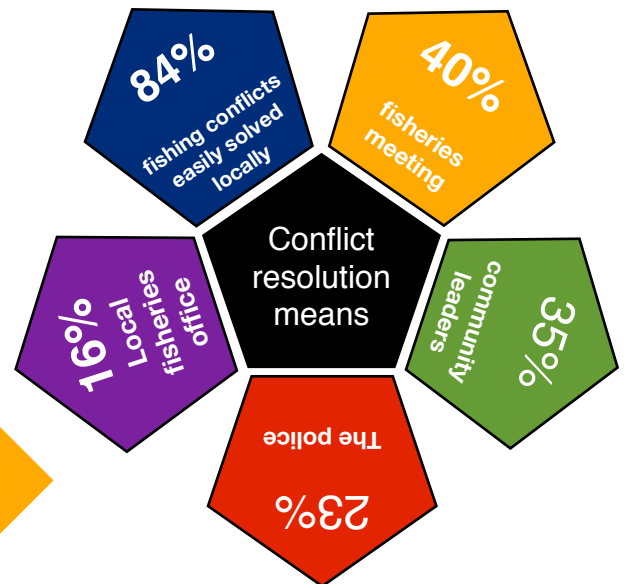 84%
fishing conflicts
easily solved
locally
40%
fisheries
meeting
Conflict
resolution
means
35%
community
leaders
23%
The police
16%
Local
fisheries
office